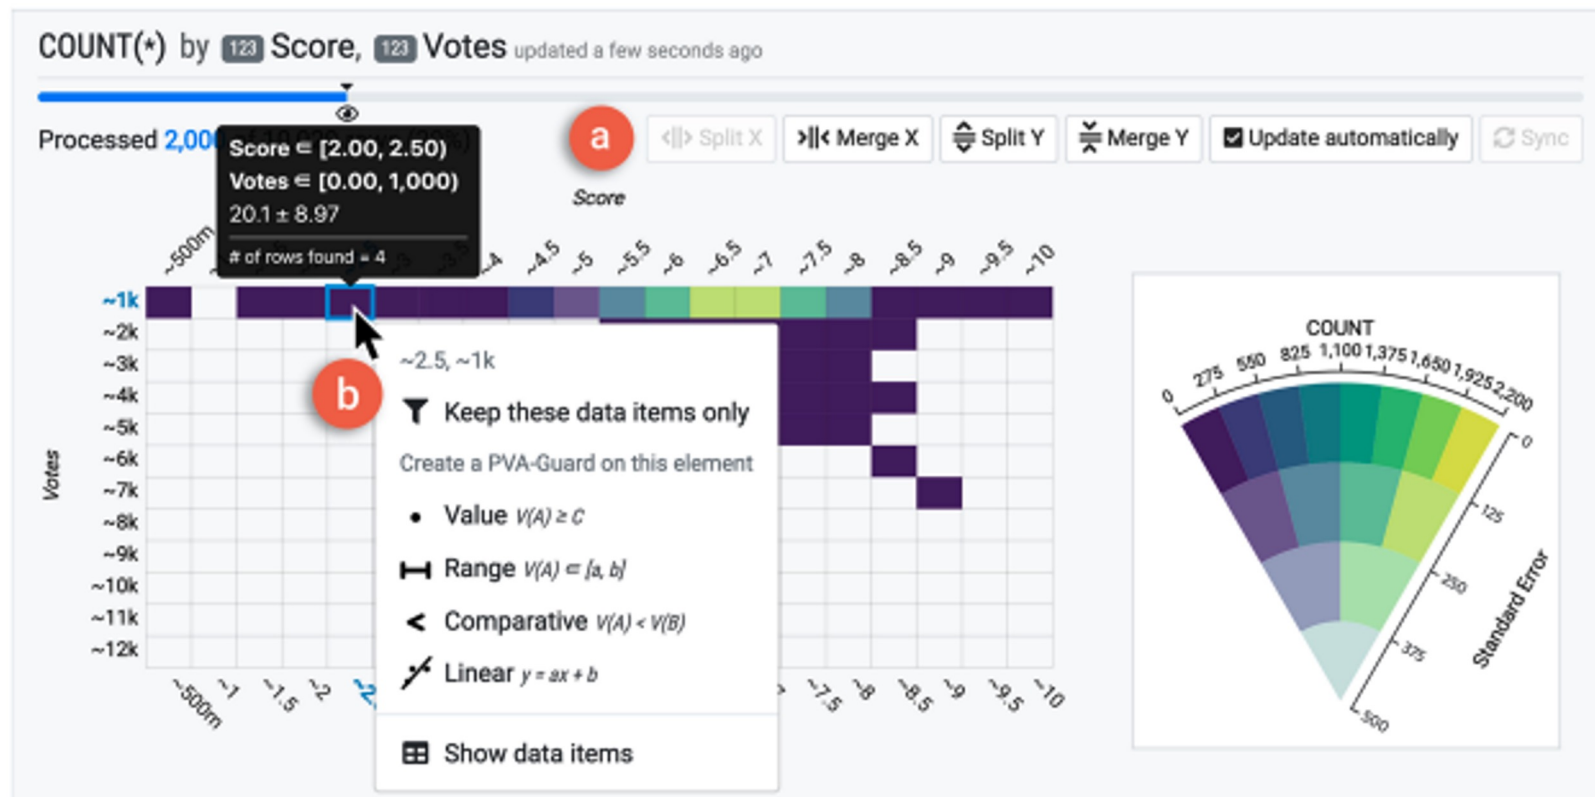 COUNT(*) by 123 Score, 123 Votes updated a few seconds ago
Processed 2,000
a
Split X
Merge X
Split Y
Merge Y
Update automatically
Sync
Score ∈ [2.00, 2.50)
Votes ∈ [0.00, 1,000)
20.1 ± 8.97
# of rows found = 4
Score
~500m ~4 ~4.5 ~5 ~5.5 ~6 ~6.5 ~7 ~7.5 ~8 ~8.5 ~9 ~9.5 ~10
Votes
~1k
~2k
~3k
~4k
~5k
~6k
~7k
~8k
~9k
~10k
~11k
~12k
~500m ~1 ~1.5 ~2 ~7.5 ~8 ~8.5 ~9 ~9.5 ~10
b
~2.5, ~1k
Keep these data items only
Create a PVA-Guard on this element
Value V(A) ≥ C
Range V(A) ∈ [a, b]
Comparative V(A) < V(B)
Linear y = ax + b
Show data items
COUNT
0 275 550 825 1,100 1,375 1,650 1,925 2,200
0
125
250
375
500
Standard Error